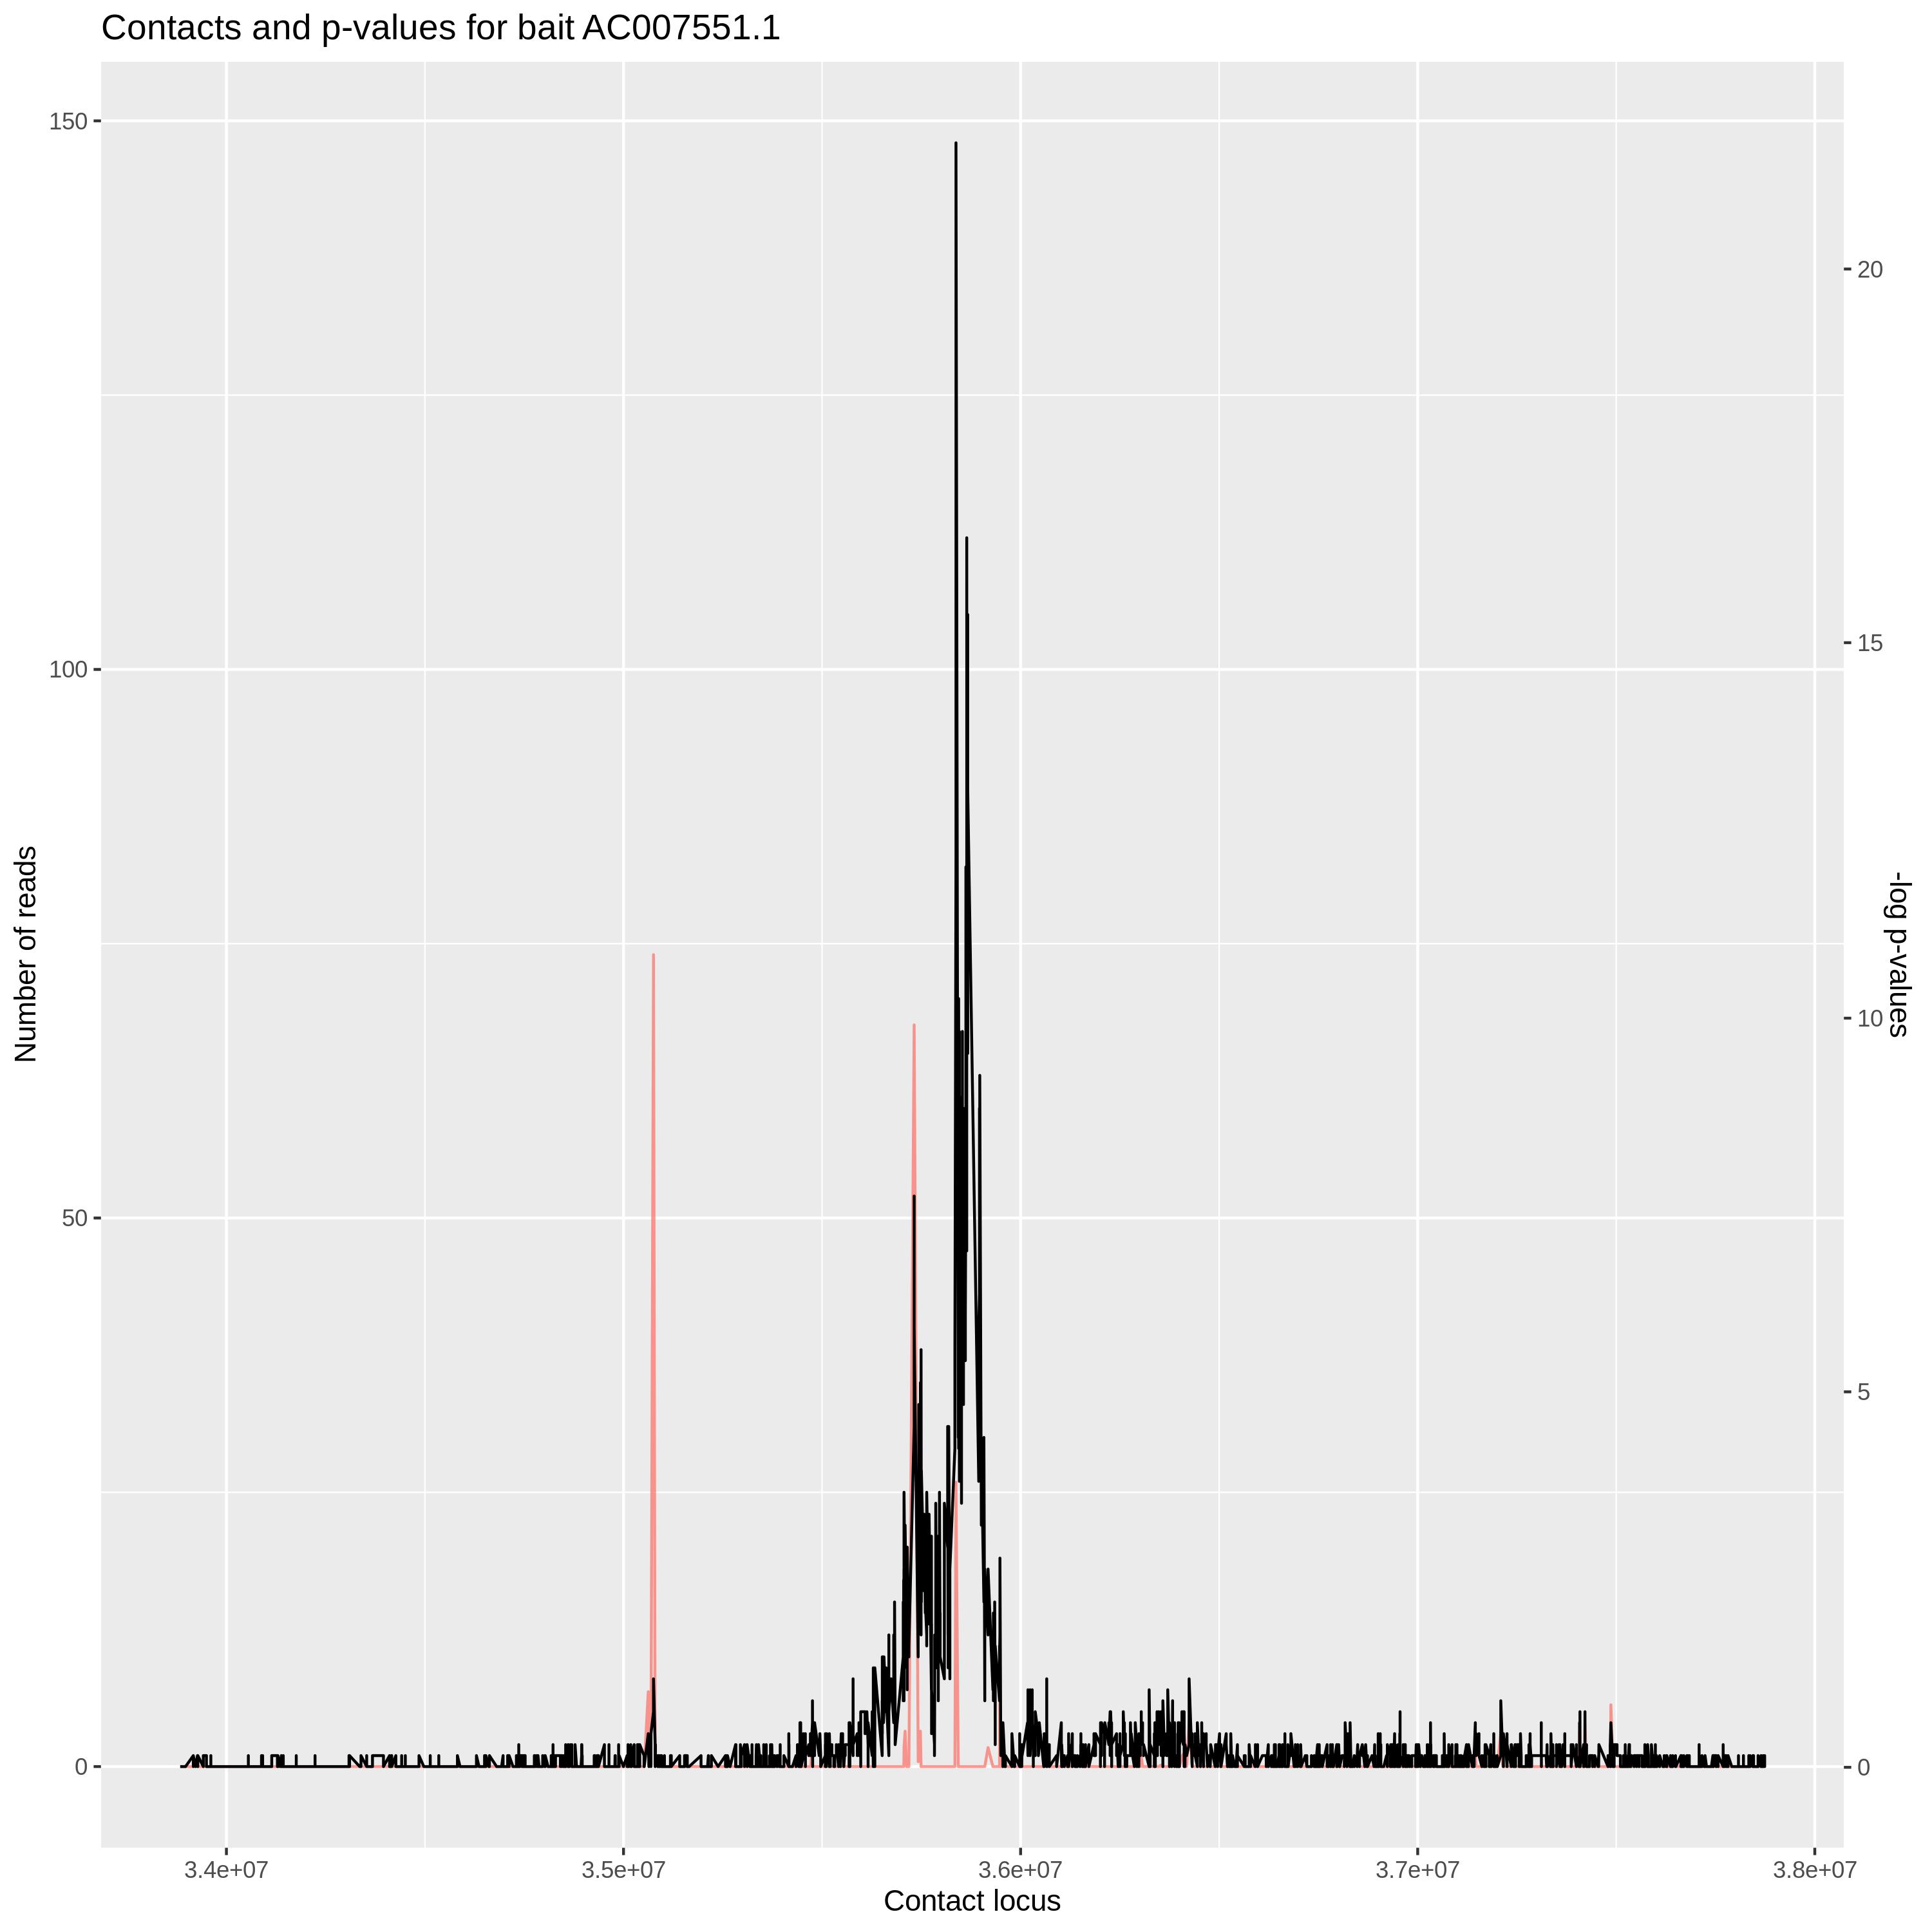 Contacts and p-values for bait AC007551.1
150
100
50
0
Number of reads
20
15
10
5
0
-log p-values
3.4e+07 3.5e+07 3.6e+07 3.7e+07 3.8e+07
Contact locus